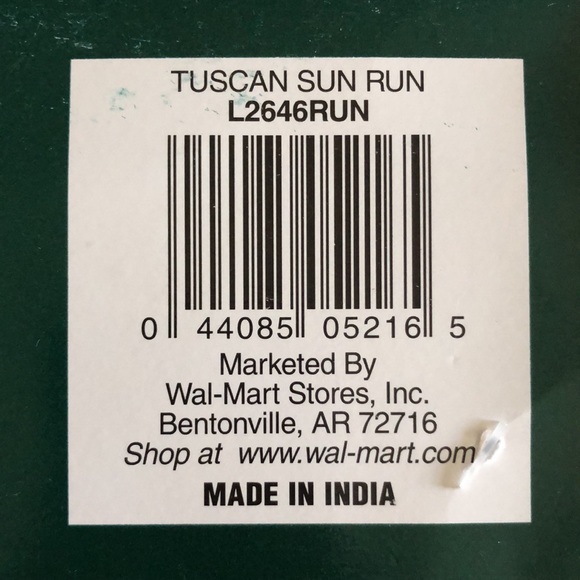 TUSCAN SUN RUN
L2646RUN
0 44085 05216 5
Marketed By
Wal-Mart Stores, Inc.
Bentonville, AR 72716
Shop at www.wal-mart.com
MADE IN INDIA